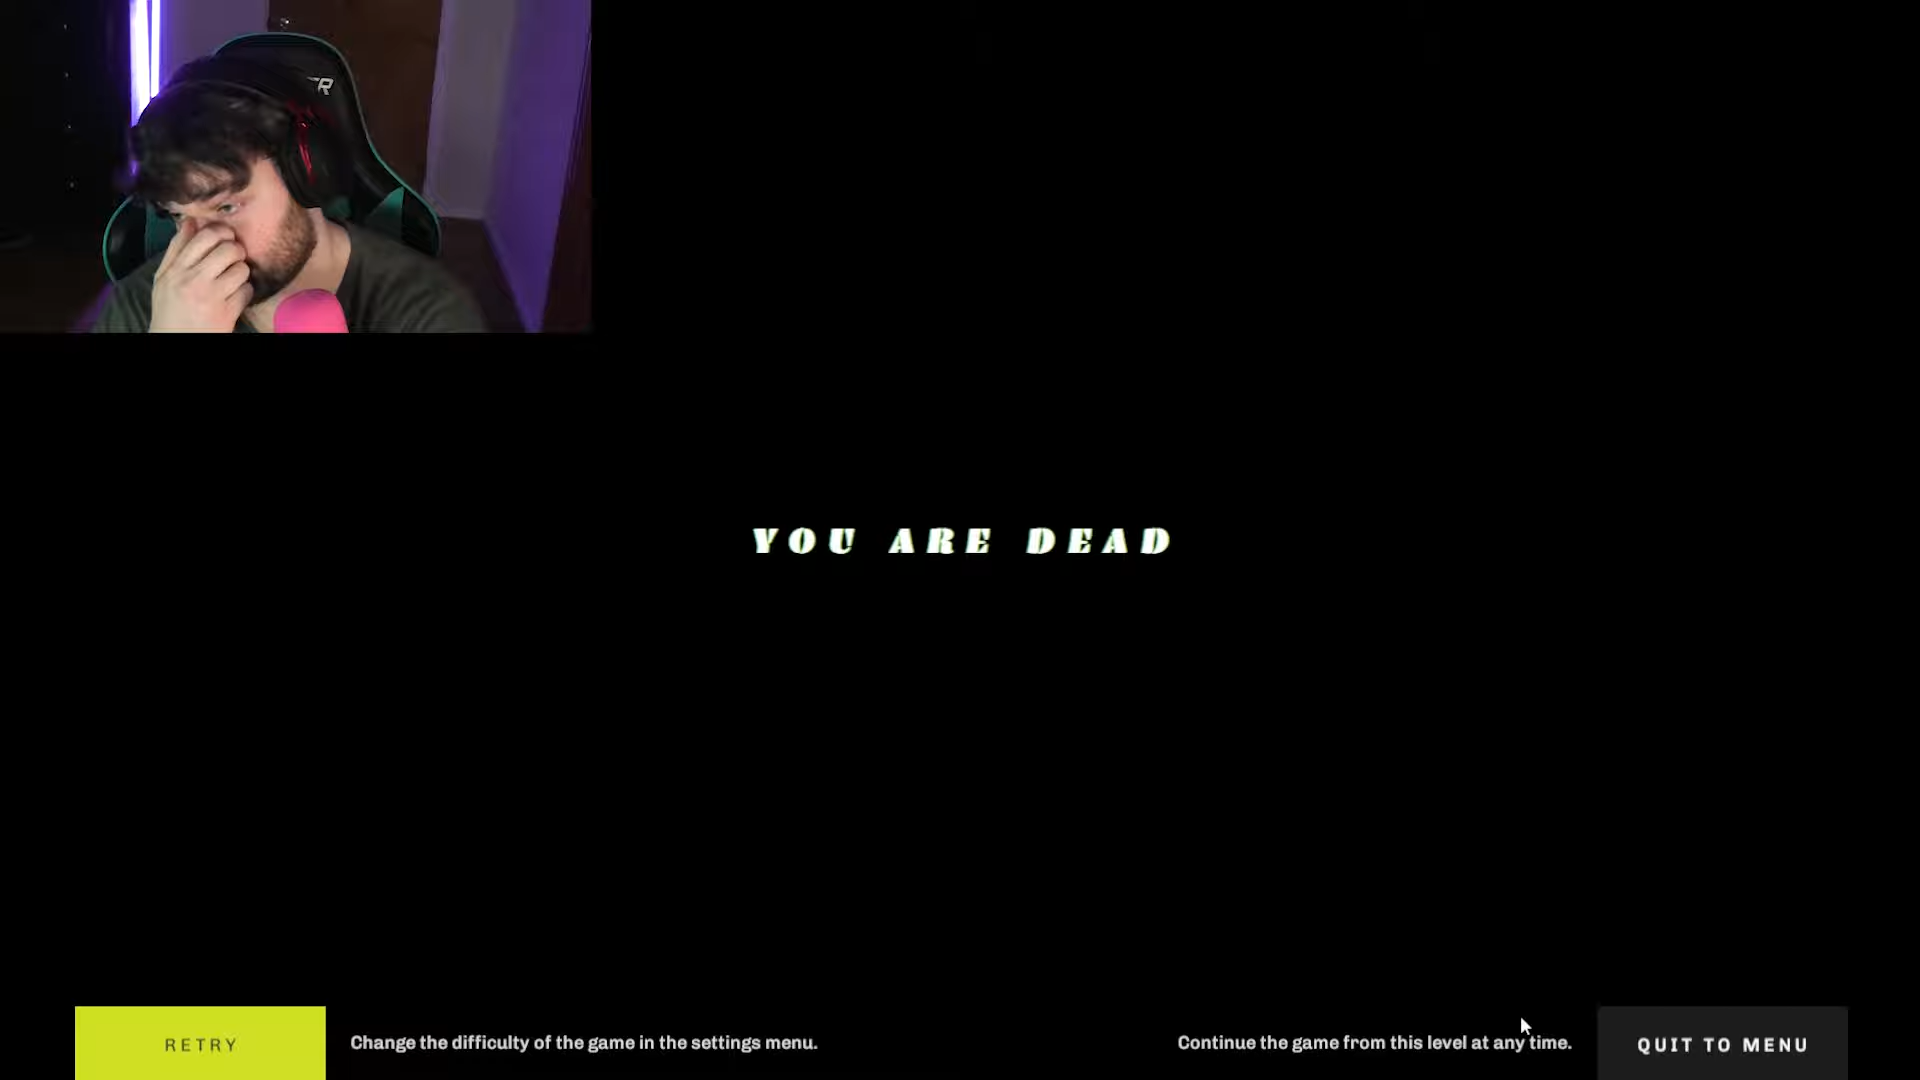 YOU ARE DEAD
RETRY
Change the difficulty of the game in the settings menu.
Continue the game from this level at any time.
QUIT TO MENU